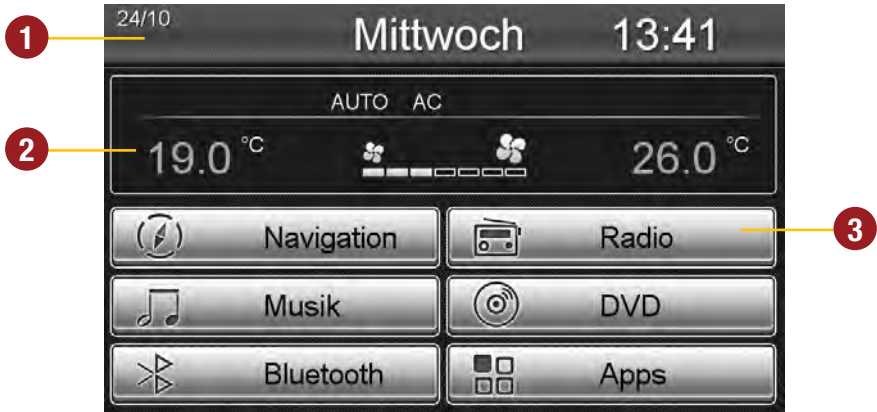 1
24/10 Mittwoch 13:41
AUTO AC
2
19.0 °C 26.0 °C
Navigation Radio
3
Musik DVD
Bluetooth Apps